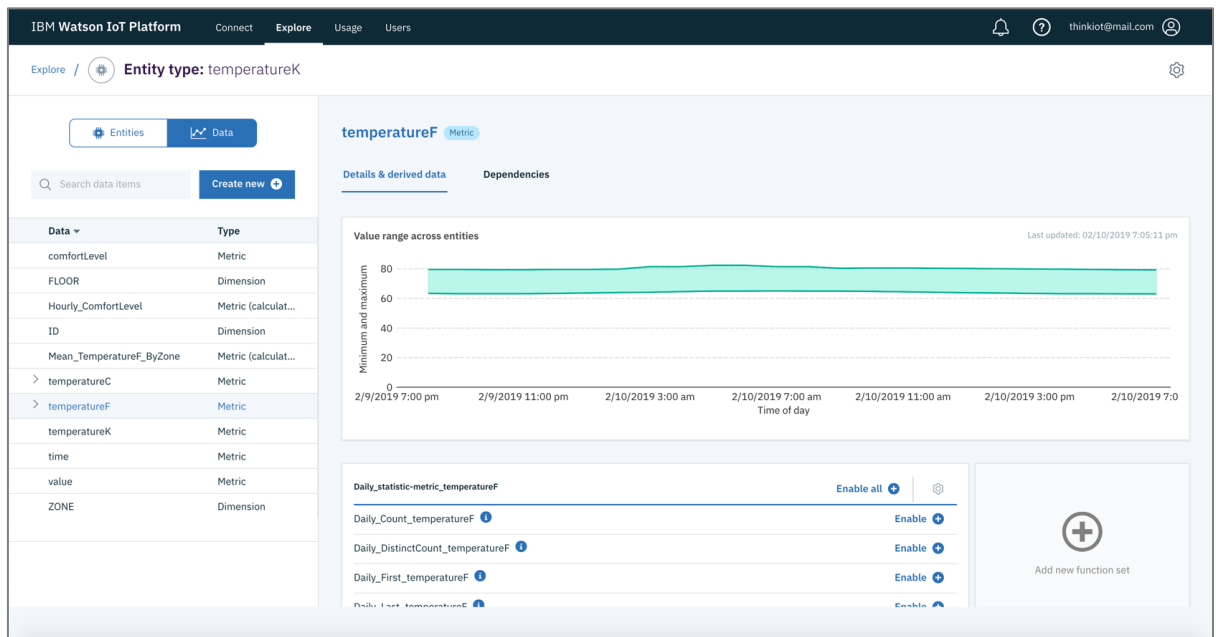 IBM Watson IoT Platform Connect Explore Usage Users thinkiot@mail.com
Explore / Entity type: temperatureK
Entities Data
Search data items Create new
Data Type
comfortLevel Metric
FLOOR Dimension
Hourly_ComfortLevel Metric (calculat...
ID Dimension
Mean_TemperatureF_ByZone Metric (calculat...
temperatureC Metric
temperatureF Metric
temperatureK Metric
time Metric
value Metric
ZONE Dimension
temperatureF Metric
Details & derived data Dependencies
Value range across entities Last updated: 02/10/2019 7:05:11 pm
Minimum and maximum
80
60
40
20
0
2/9/2019 7:00 pm 2/9/2019 11:00 pm 2/10/2019 3:00 am 2/10/2019 7:00 am 2/10/2019 11:00 am 2/10/2019 3:00 pm 2/10/2019 7:0
Time of day
Daily_statistic-metric_temperatureF Enable all
Daily_Count_temperatureF Enable
Daily_DistinctCount_temperatureF Enable
Daily_First_temperatureF Enable
Daily_Last_temperatureF Enable
Add new function set